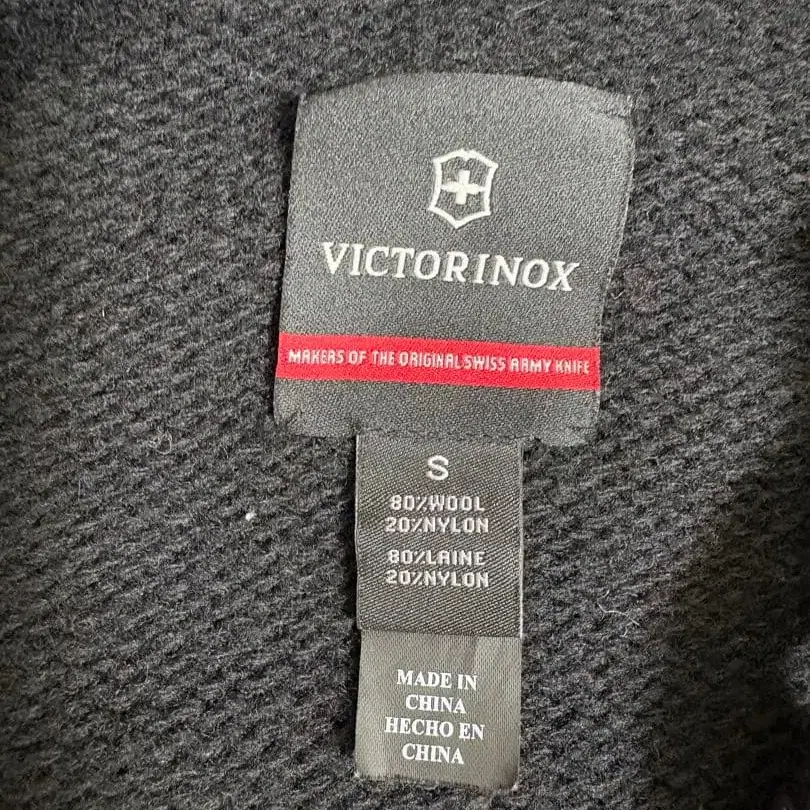 VICTORINOX
MAKERS OF THE ORIGINAL SWISS ARMY KNIFE
S
80%WOOL
20%NYLON
80%LAINE
20%NYLON
MADE IN
CHINA
HECHO EN
CHINA